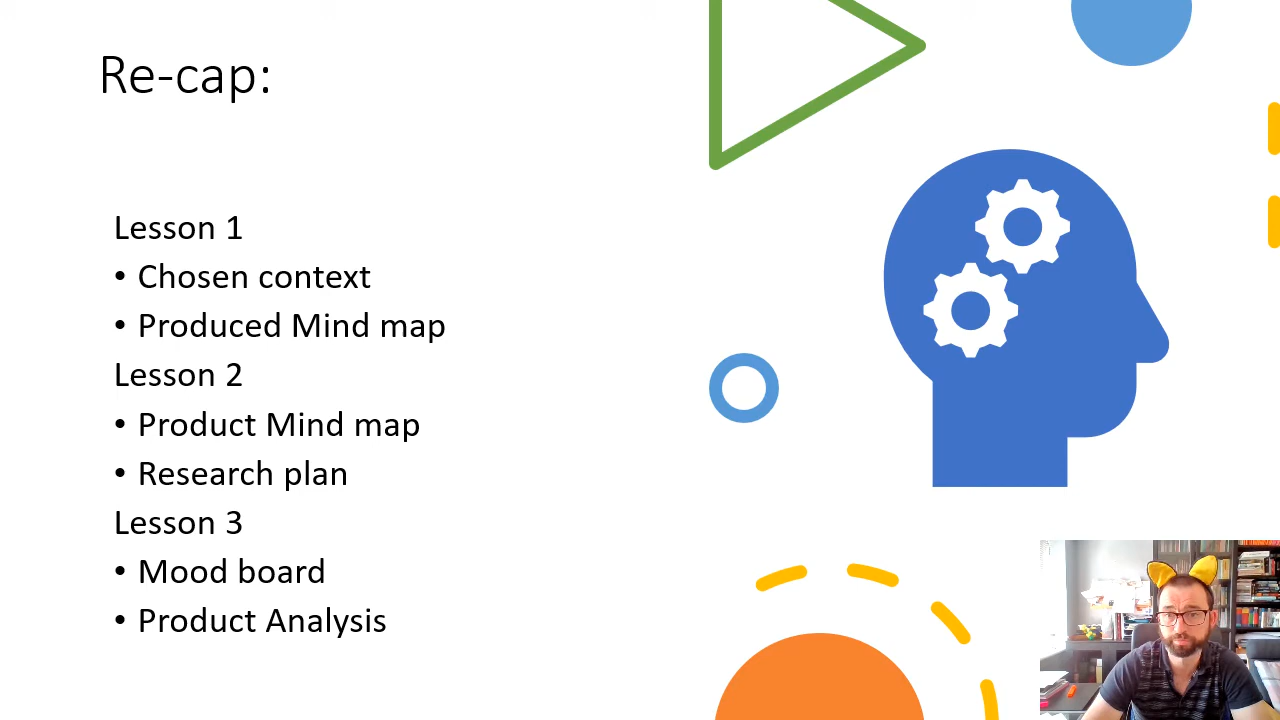 Re-cap:
Lesson 1
• Chosen context
• Produced Mind map
Lesson 2
• Product Mind map
• Research plan
Lesson 3
• Mood board
• Product Analysis